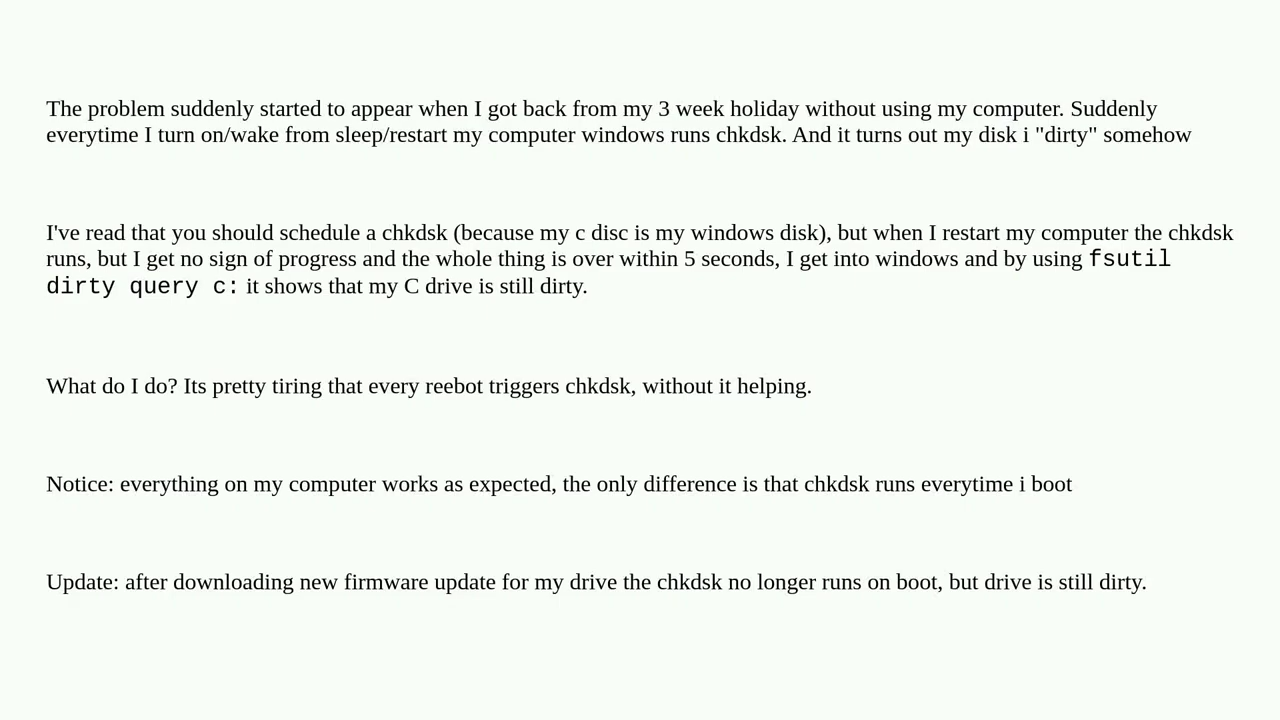 The problem suddenly started to appear when I got back from my 3 week holiday without using my computer. Suddenly
everytime I turn on/wake from sleep/restart my computer windows runs chkdsk. And it turns out my disk i "dirty" somehow
I've read that you should schedule a chkdsk (because my c disc is my windows disk), but when I restart my computer the chkdsk
runs, but I get no sign of progress and the whole thing is over within 5 seconds, I get into windows and by using fsutil
dirty query c: it shows that my C drive is still dirty.
What do I do? Its pretty tiring that every reebot triggers chkdsk, without it helping.
Notice: everything on my computer works as expected, the only difference is that chkdsk runs everytime i boot
Update: after downloading new firmware update for my drive the chkdsk no longer runs on boot, but drive is still dirty.